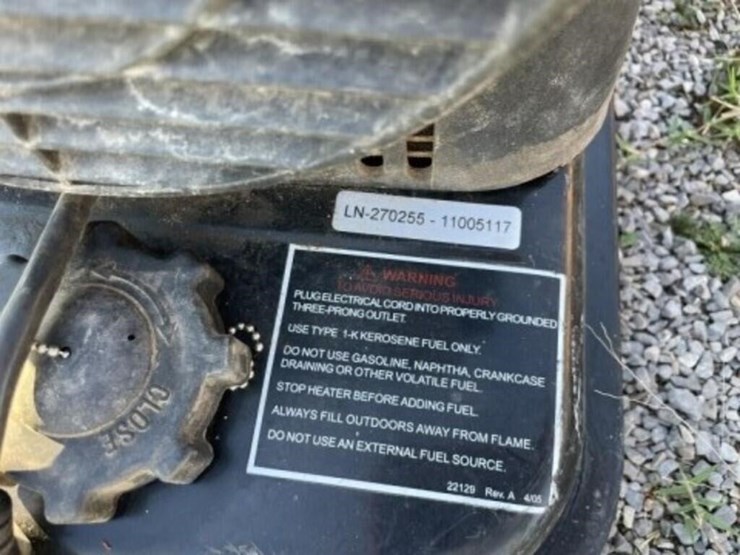 LN-270255 - 11005117
WARNING
TO AVOID SERIOUS INJURY
PLUG ELECTRICAL CORD INTO PROPERLY GROUNDED
THREE-PRONG OUTLET.
USE TYPE 1-K KEROSENE FUEL ONLY.
DO NOT USE GASOLINE, NAPHTHA, CRANKCASE
DRAINING OR OTHER VOLATILE FUEL.
STOP HEATER BEFORE ADDING FUEL.
ALWAYS FILL OUTDOORS AWAY FROM FLAME.
DO NOT USE AN EXTERNAL FUEL SOURCE.
22129 Rev. A 4/05
CLOSE